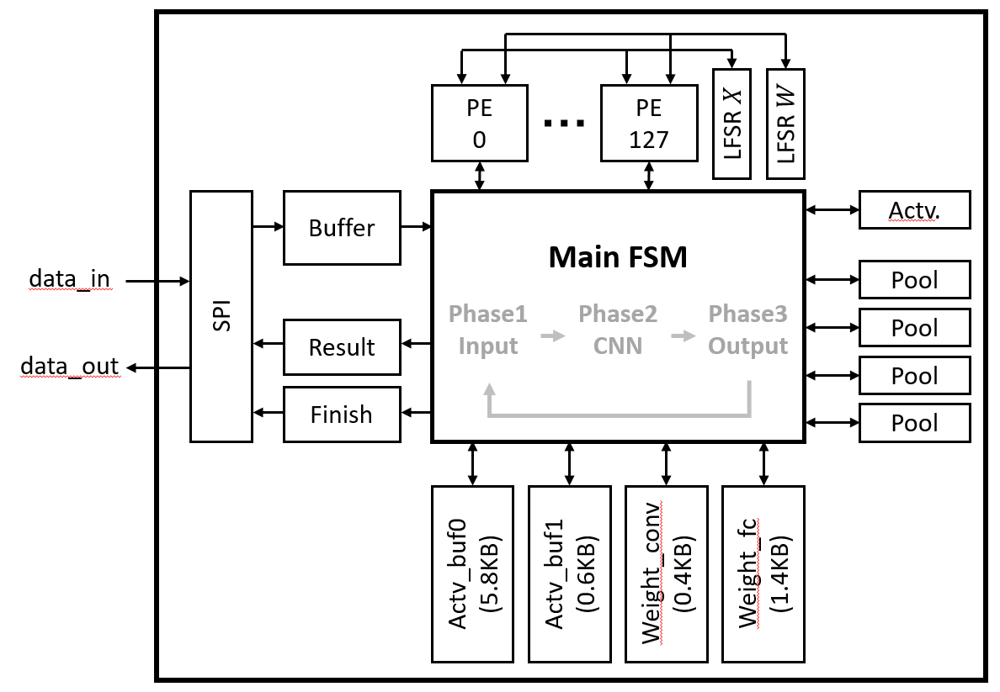 PE
0
...
PE
127
LFSR X
LFSR W
data_in
data_out
SPI
Buffer
Result
Finish
Main FSM
Phase1
Input
Phase2
CNN
Phase3
Output
Actv.
Pool
Pool
Pool
Pool
Actv_buf0
(5.8KB)
Actv_buf1
(0.6KB)
Weight_conv
(0.4KB)
Weight_fc
(1.4KB)